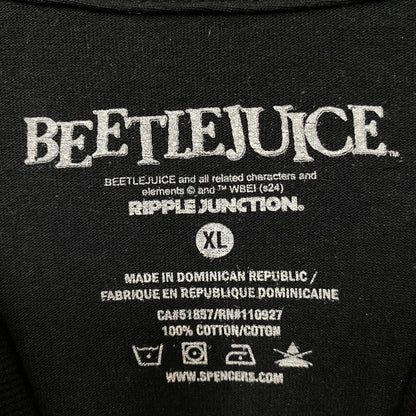 BEETLEJUICE™
BEETLEJUICE and all related characters and
elements © and ™ WBEI (s24)
RIPPLE JUNCTION®
XL
MADE IN DOMINICAN REPUBLIC /
FABRIQUE EN REPUBLIQUE DOMINICAINE
CA#51857/RN#110927
100% COTTON/COTON
WWW.SPENCERS.COM